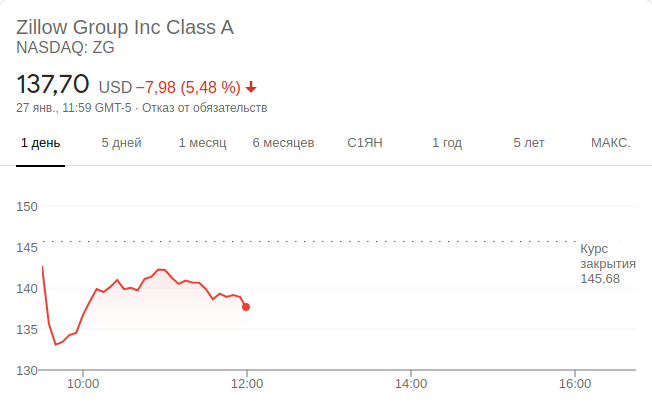 Zillow Group Inc Class A
NASDAQ: ZG
137,70 USD −7,98 (5,48 %)
27 янв., 11:59 GMT-5 · Отказ от обязательств
1 день 5 дней 1 месяц 6 месяцев С1ЯН 1 год 5 лет МАКС.
150
145
Курс
закрытия
145,68
140
135
130
10:00 12:00 14:00 16:00